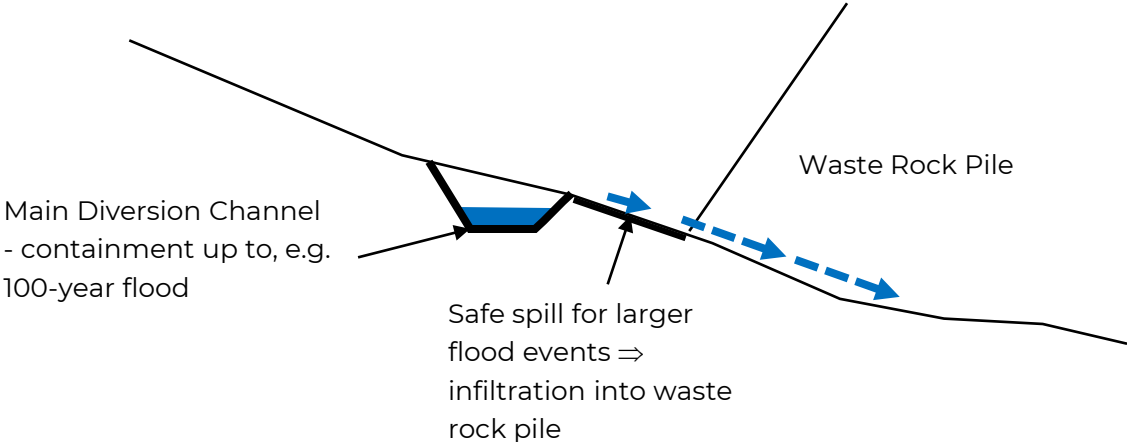 Waste Rock Pile
Main Diversion Channel
- containment up to, e.g.
100-year flood
Safe spill for larger
flood events ⇒
infiltration into waste
rock pile